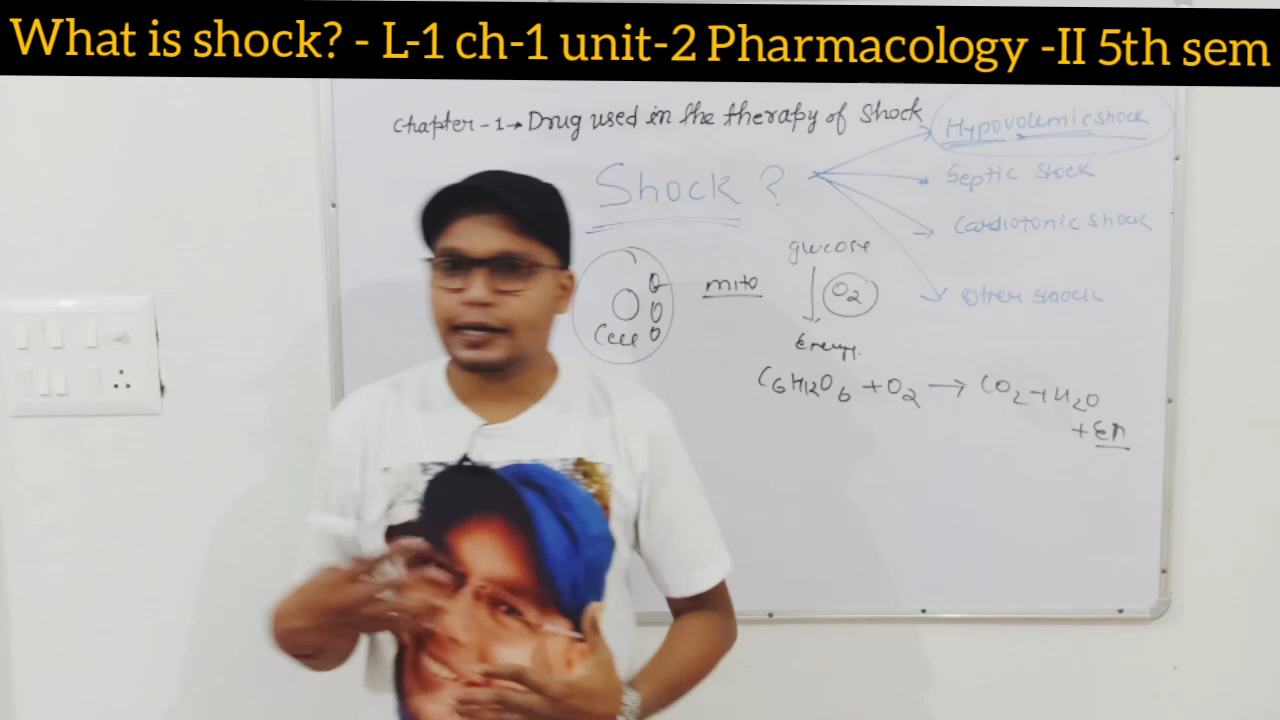 What is shock? - L-1 ch-1 unit-2 Pharmacology -II 5th sem
Chapter-1→Drug used in the therapy of Shock
Shock ?
Hypovolemic shock
Septic shock
Cardiotonic shock
Other shock
Cell
mito
glucose
O2
Energy.
C6H12O6 + O2 → CO2 + H2O
+ En